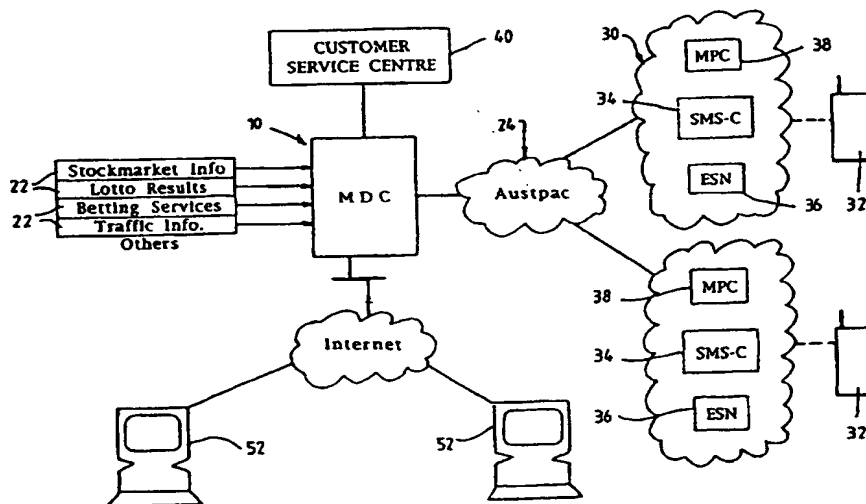 CUSTOMER
SERVICE CENTRE
40
30
MPC
38
34
SMS-C
10
24
22
Stockmarket Info
Lotto Results
22
Betting Services
22
Traffic Info.
Others
MDC
Austpac
ESN
36
32
38
MPC
Internet
34
SMS-C
36
ESN
32
52
52